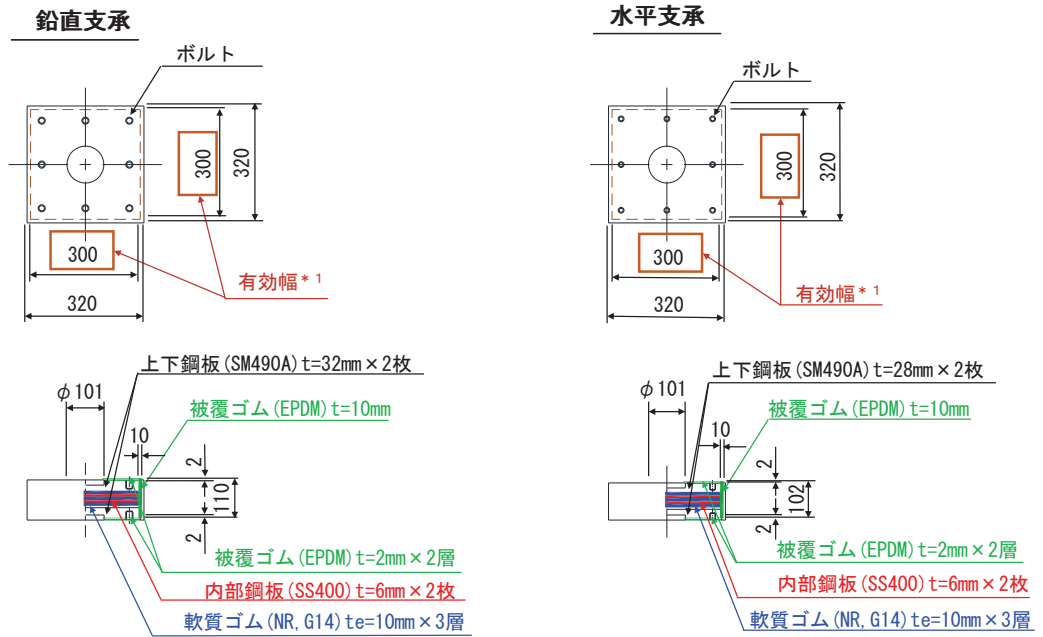 鉛直支承
ボルト
300
320
300
有効幅*1
320
上下鋼板(SM490A)t=32mm×2枚
φ101
被覆ゴム(EPDM)t=10mm
10
2
110
2
被覆ゴム(EPDM)t=2mm×2層
内部鋼板(SS400)t=6mm×2枚
軟質ゴム(NR,G14)te=10mm×3層
水平支承
ボルト
300
320
300
有効幅*1
320
上下鋼板(SM490A)t=28mm×2枚
φ101
被覆ゴム(EPDM)t=10mm
10
2
102
2
被覆ゴム(EPDM)t=2mm×2層
内部鋼板(SS400)t=6mm×2枚
軟質ゴム(NR,G14)te=10mm×3層